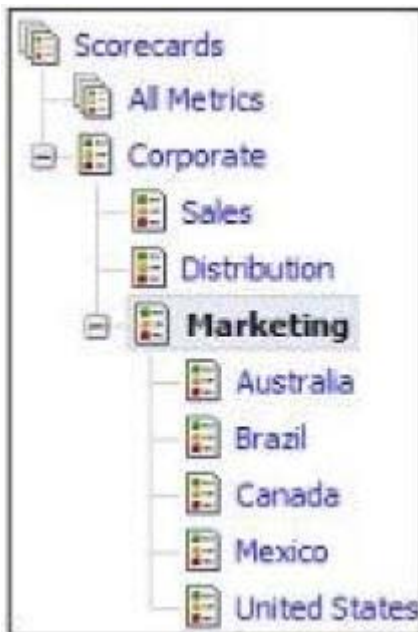 Scorecards
All Metrics
Corporate
Sales
Distribution
Marketing
Australia
Brazil
Canada
Mexico
United States